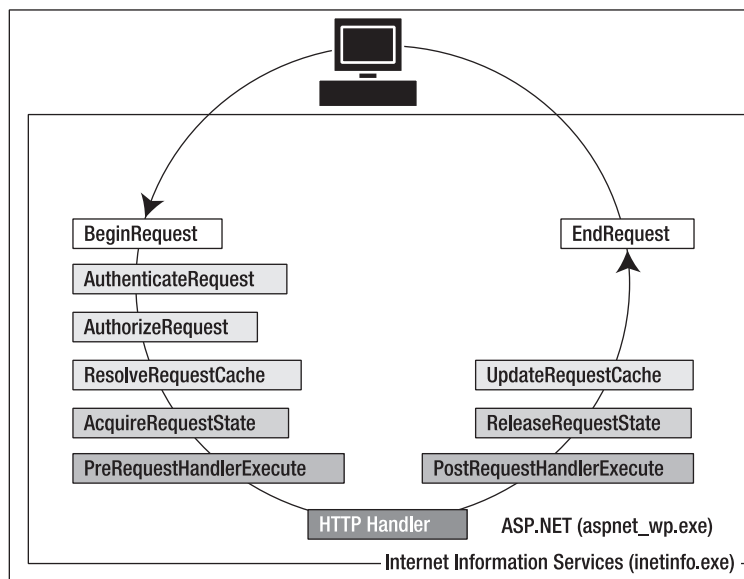 BeginRequest
EndRequest
AuthenticateRequest
AuthorizeRequest
ResolveRequestCache
UpdateRequestCache
AcquireRequestState
ReleaseRequestState
PreRequestHandlerExecute
PostRequestHandlerExecute
HTTP Handler
ASP.NET (aspnet_wp.exe)
Internet Information Services (inetinfo.exe)